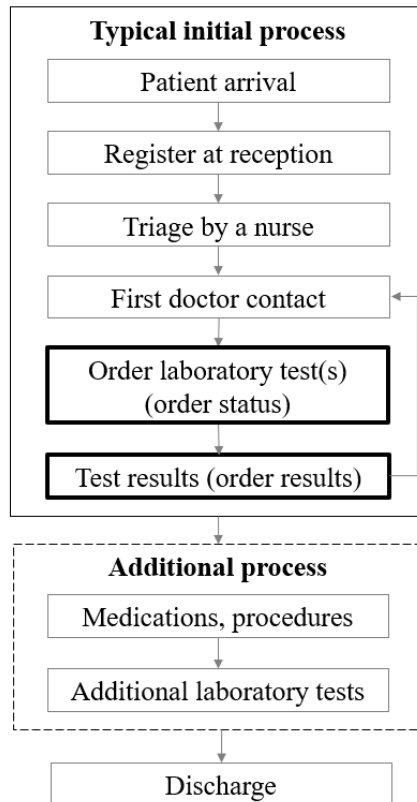 Typical initial process
Patient arrival
Register at reception
Triage by a nurse
First doctor contact
Order laboratory test(s)
(order status)
Test results (order results)
Additional process
Medications, procedures
Additional laboratory tests
Discharge